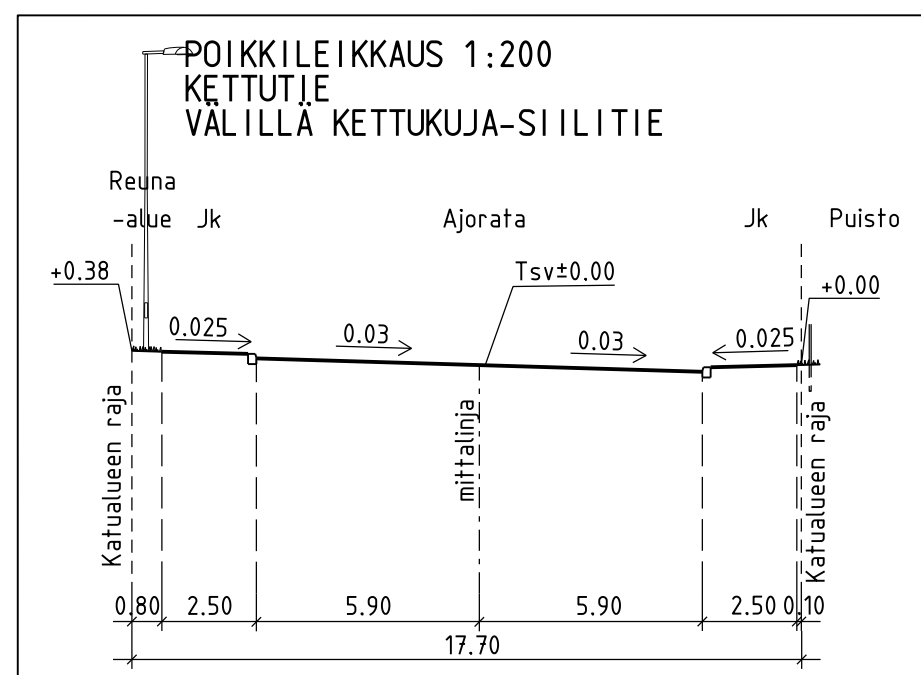 POIKKILEIKKAUS 1:200
KETTUTIE
VÄLILLÄ KETTUKUJA-SIILITIE
Reuna
-alue Jk Ajorata Jk Puisto
+0.38 Tsv±0.00 +0.00
0.025 0.03 0.03 0.025
Katualueen raja
mittalinja
Katualueen raja
0.80 2.50 5.90 5.90 2.50 0.10
17.70